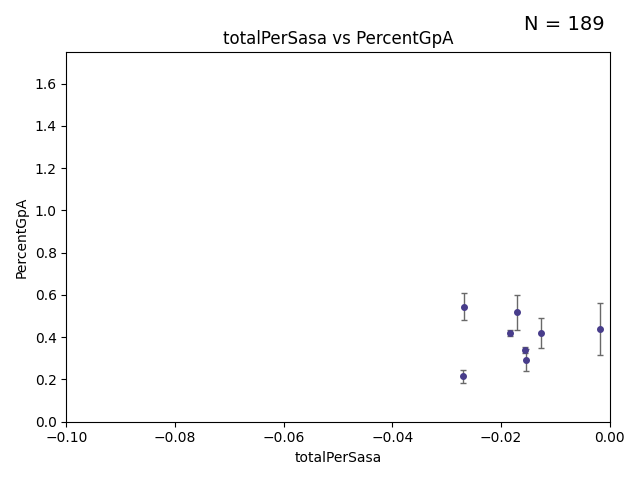 N = 189
totalPerSasa vs PercentGpA
PercentGpA
1.6
1.4
1.2
1.0
0.8
0.6
0.4
0.2
0.0
−0.10 −0.08 −0.06 −0.04 −0.02 0.00
totalPerSasa